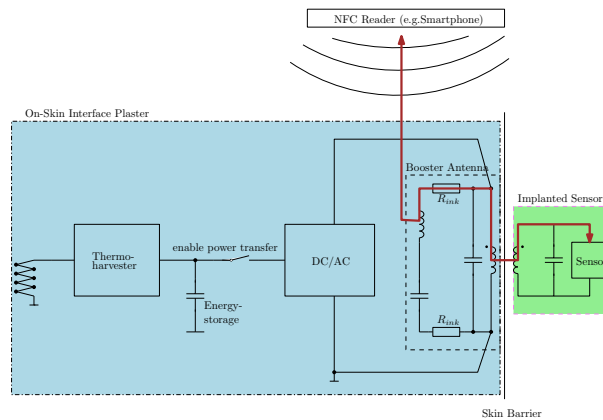 NFC Reader (e.g.Smartphone)
On-Skin Interface Plaster
Booster Antenna
Implanted Sensor
R_ink
enable power transfer
Thermo-
harvester
DC/AC
Sensor
Energy-
storage
R_ink
Skin Barrier